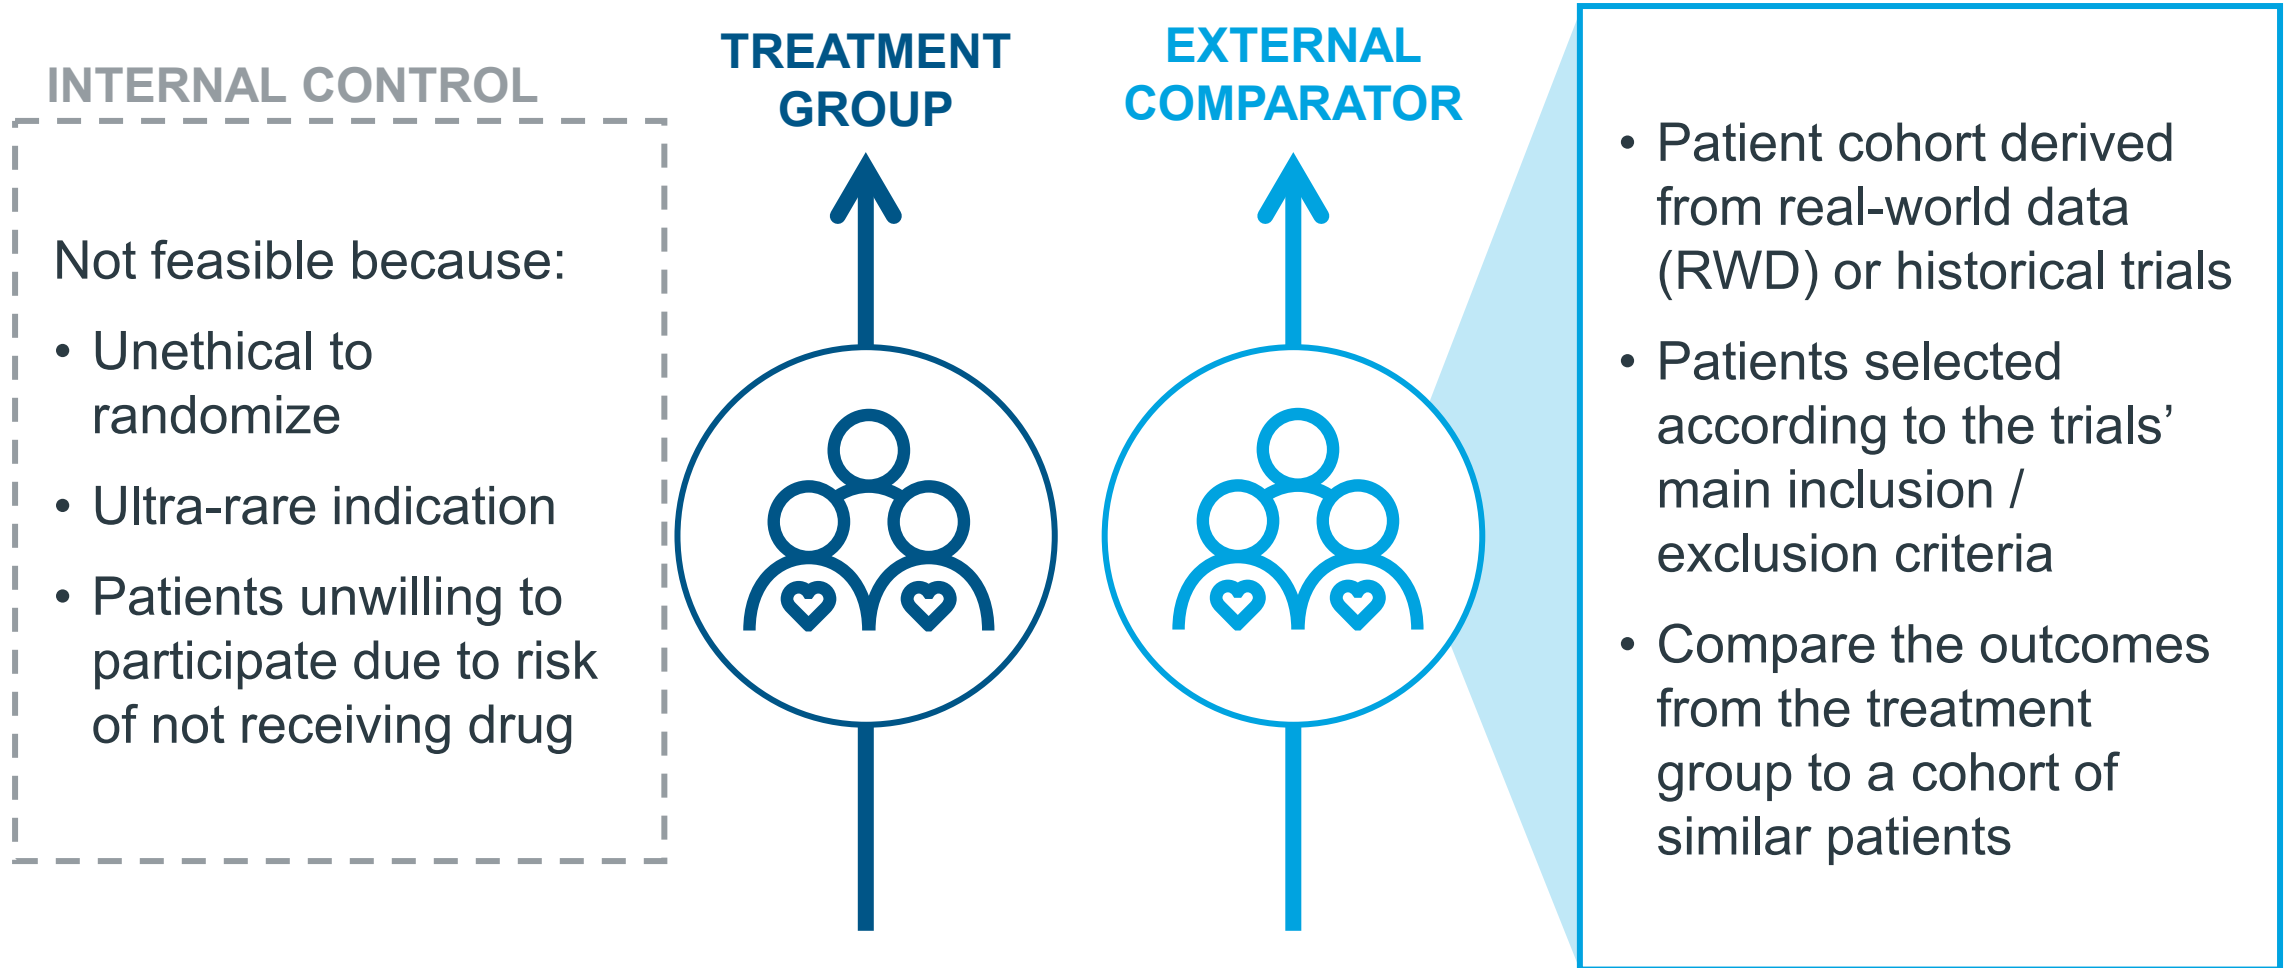 INTERNAL CONTROL
Not feasible because:
• Unethical to
randomize
• Ultra-rare indication
• Patients unwilling to
participate due to risk
of not receiving drug
TREATMENT
GROUP
EXTERNAL
COMPARATOR
• Patient cohort derived
from real-world data
(RWD) or historical trials
• Patients selected
according to the trials’
main inclusion /
exclusion criteria
• Compare the outcomes
from the treatment
group to a cohort of
similar patients